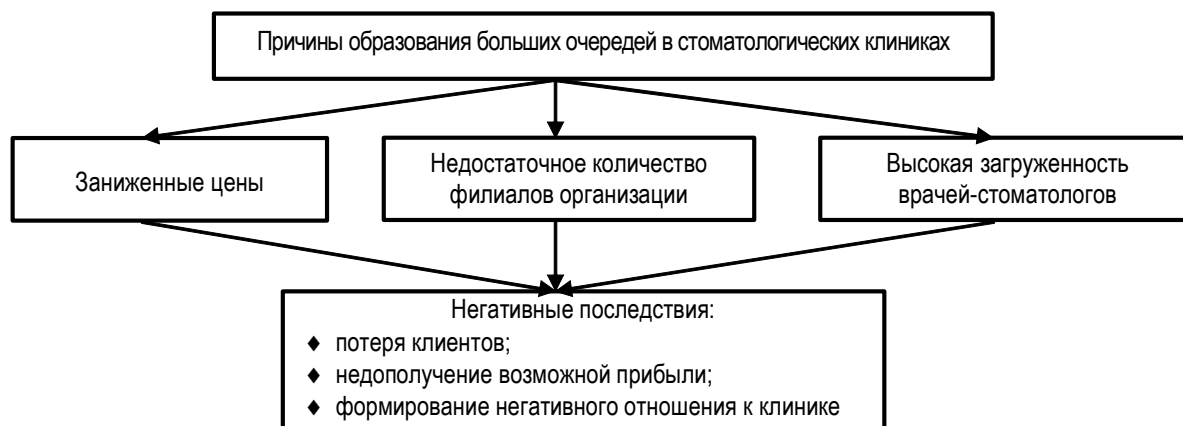 Причины образования больших очередей в стоматологических клиниках
Заниженные цены
Недостаточное количество
филиалов организации
Высокая загруженность
врачей-стоматологов
Негативные последствия:
♦ потеря клиентов;
♦ недополучение возможной прибыли;
♦ формирование негативного отношения к клинике